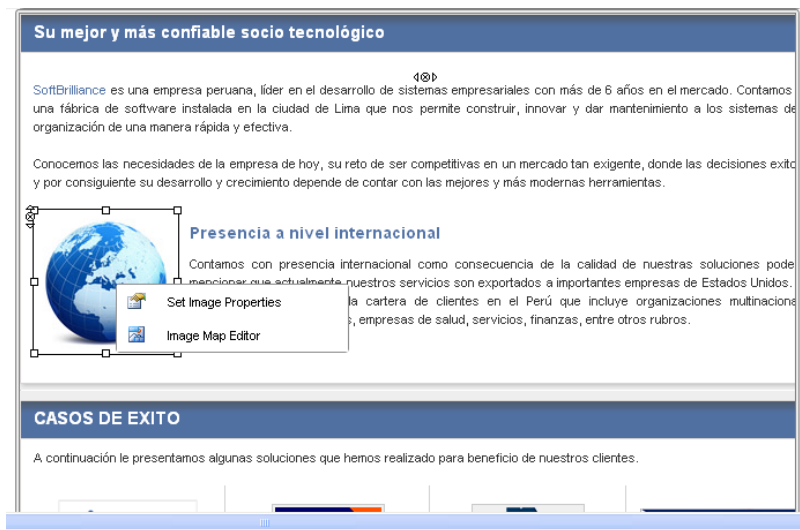 Su mejor y más confiable socio tecnológico
SoftBrilliance es una empresa peruana, líder en el desarrollo de sistemas empresariales con más de 6 años en el mercado. Contamos
una fábrica de software instalada en la ciudad de Lima que nos permite construir, innovar y dar mantenimiento a los sistemas de
organización de una manera rápida y efectiva.
Conocemos las necesidades de la empresa de hoy, su reto de ser competitivas en un mercado tan exigente, donde las decisiones exito
y por consiguiente su desarrollo y crecimiento depende de contar con las mejores y más modernas herramientas.
Presencia a nivel internacional
Contamos con presencia internacional como consecuencia de la calidad de nuestras soluciones pode
mencionar que actualmente nuestros servicios son exportados a importantes empresas de Estados Unidos.
Set Image Properties
la cartera de clientes en el Perú que incluye organizaciones multinaciona
, empresas de salud, servicios, finanzas, entre otros rubros.
Image Map Editor
CASOS DE EXITO
A continuación le presentamos algunas soluciones que hemos realizado para beneficio de nuestros clientes.